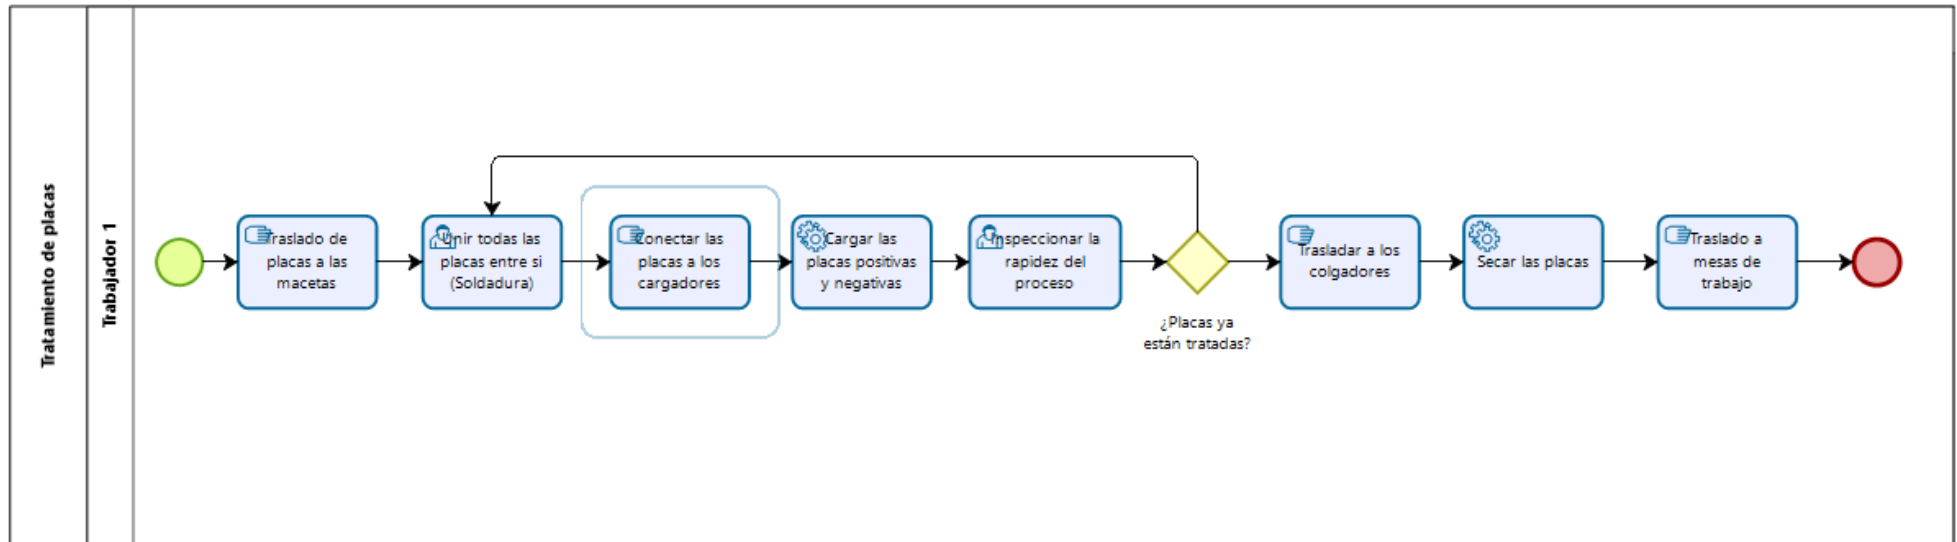 Tratamiento de placas
Trabajador 1
Traslado de
placas a las
macetas
Unir todas las
placas entre si
(Soldadura)
Conectar las
placas a los
cargadores
Cargar las
placas positivas
y negativas
Inspeccionar la
rapidez del
proceso
¿Placas ya
están tratadas?
Trasladar a los
colgadores
Secar las placas
Traslado a
mesas de
trabajo